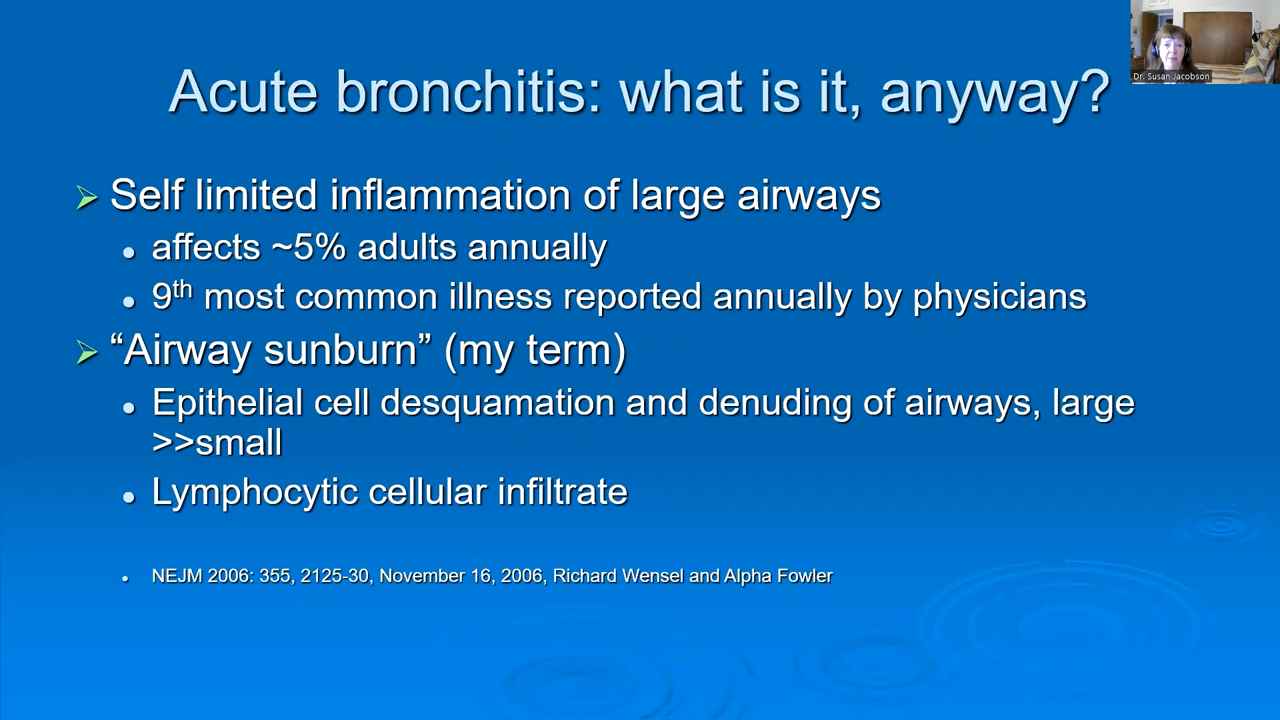 Dr. Susan Jacobson
Acute bronchitis: what is it, anyway?
Self limited inflammation of large airways
affects ~5% adults annually
9th most common illness reported annually by physicians
“Airway sunburn” (my term)
Epithelial cell desquamation and denuding of airways, large
>>small
Lymphocytic cellular infiltrate
NEJM 2006: 355, 2125-30, November 16, 2006, Richard Wensel and Alpha Fowler